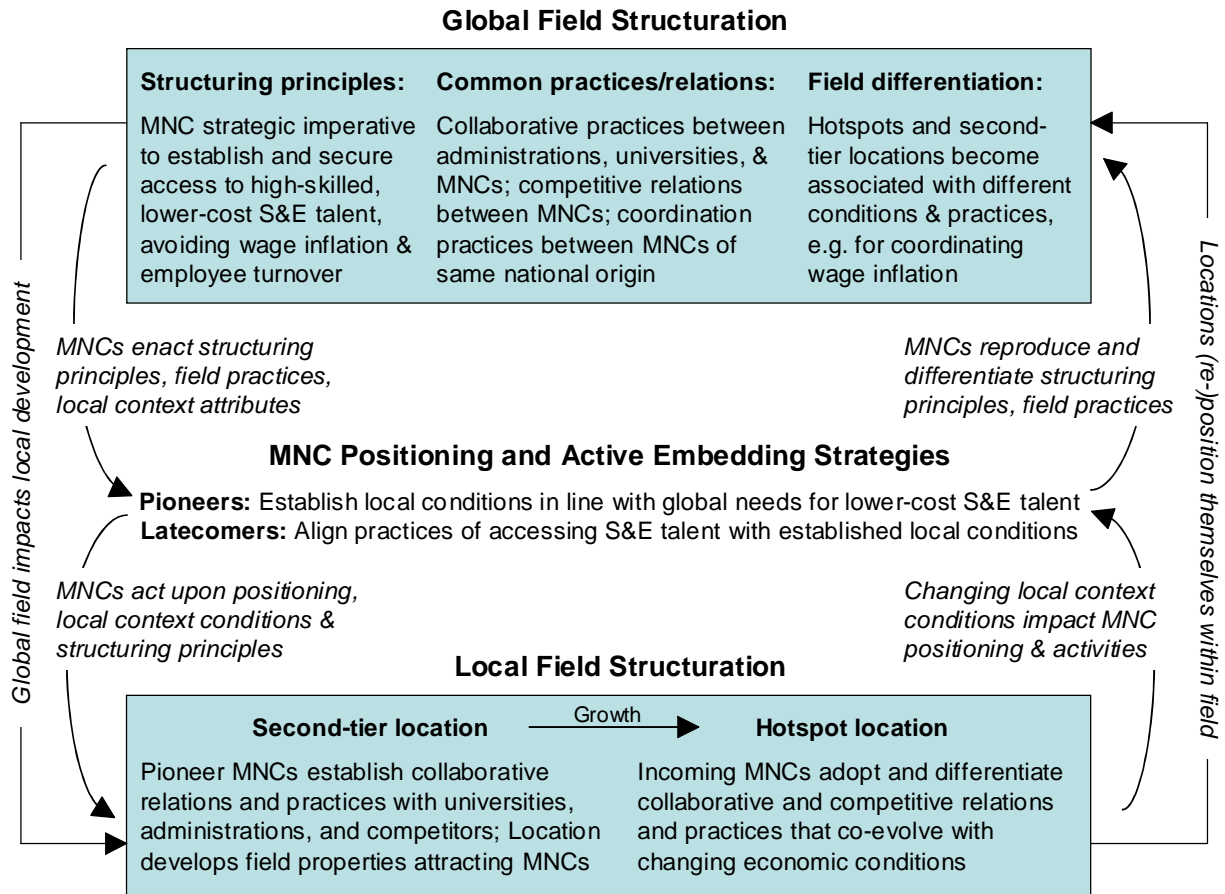 Global Field Structuration
Structuring principles:
MNC strategic imperative
to establish and secure
access to high-skilled,
lower-cost S&E talent,
avoiding wage inflation &
employee turnover
Common practices/relations:
Collaborative practices between
administrations, universities, &
MNCs; competitive relations
between MNCs; coordination
practices between MNCs of
same national origin
Field differentiation:
Hotspots and second-
tier locations become
associated with different
conditions & practices,
e.g. for coordinating
wage inflation
Global field impacts local development
MNCs enact structuring
principles, field practices,
local context attributes
MNCs reproduce and
differentiate structuring
principles, field practices
Locations (re-)position themselves within field
MNC Positioning and Active Embedding Strategies
Pioneers: Establish local conditions in line with global needs for lower-cost S&E talent
Latecomers: Align practices of accessing S&E talent with established local conditions
MNCs act upon positioning,
local context conditions &
structuring principles
Changing local context
conditions impact MNC
positioning & activities
Local Field Structuration
Second-tier location
Growth
Hotspot location
Pioneer MNCs establish collaborative
relations and practices with universities,
administrations, and competitors; Location
develops field properties attracting MNCs
Incoming MNCs adopt and differentiate
collaborative and competitive relations
and practices that co-evolve with
changing economic conditions